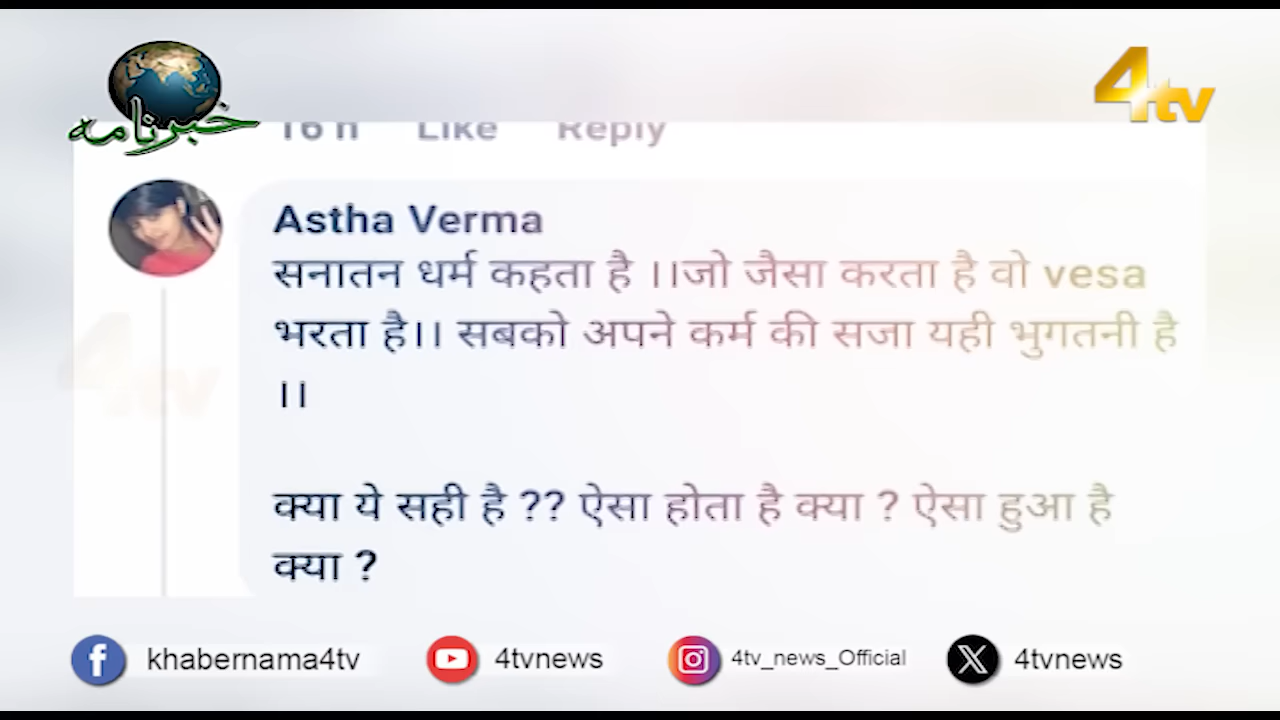 خبرنامہ
4tv
16 h Like Reply
Astha Verma
सनातन धर्म कहता है ।।जो जैसा करता है वो vesa
भरता है।। सबको अपने कर्म की सजा यही भुगतनी है
।।
क्या ये सही है ?? ऐसा होता है क्या ? ऐसा हुआ है
क्या ?
4tv
khabernama4tv 4tvnews 4tv_news_Official 4tvnews